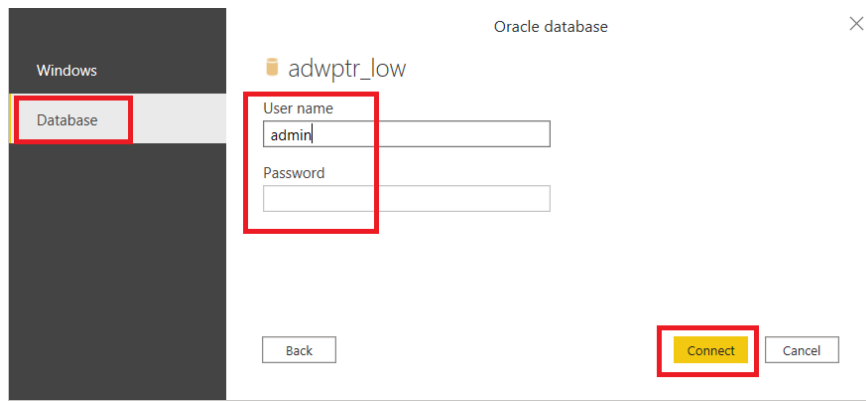 Oracle database
Windows
Database
adwptr_low
User name
admin
Password
Back
Connect
Cancel